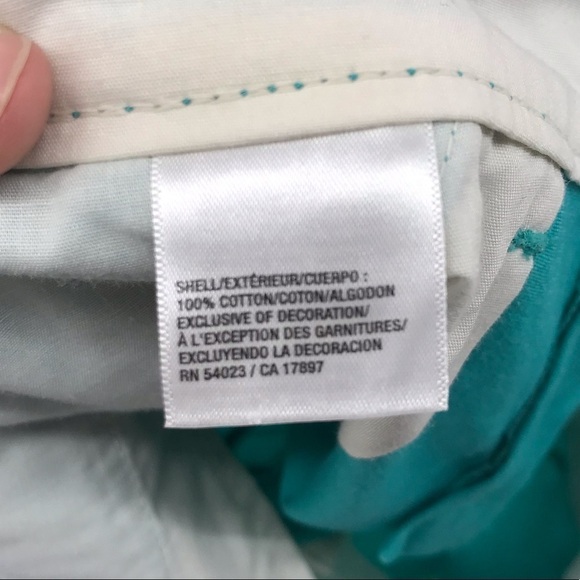 SHELL/EXTÉRIEUR/CUERPO :
100% COTTON/COTON/ALGODON
EXCLUSIVE OF DECORATION/
À L'EXCEPTION DES GARNITURES/
EXCLUYENDO LA DECORACION
RN 54023 / CA 17897